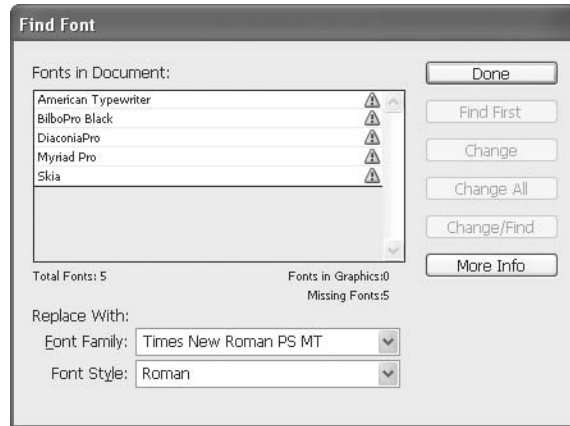 Find Font
Fonts in Document:
American Typewriter
BilboPro Black
DiaconiaPro
Myriad Pro
Skia
Total Fonts: 5
Fonts in Graphics:0
Missing Fonts:5
Replace With:
Font Family: Times New Roman PS MT
Font Style: Roman
Done
Find First
Change
Change All
Change/Find
More Info